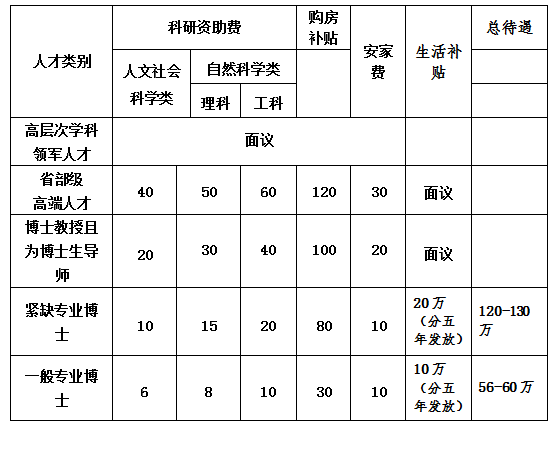 人才类别
科研资助费
购房
补贴
安家
费
生活补
贴
总待遇
人文社会
科学类
自然科学类
理科
工科
高层次学科
领军人才
面议
省部级
高端人才
40
50
60
120
30
面议
博士教授且
为博士生导
师
20
30
40
100
20
面议
紧缺专业博
士
10
15
20
80
10
20万
（分五
年发放）
120-130
万
一般专业博
士
6
8
10
30
10
10万
（分五
年发放）
56-60万